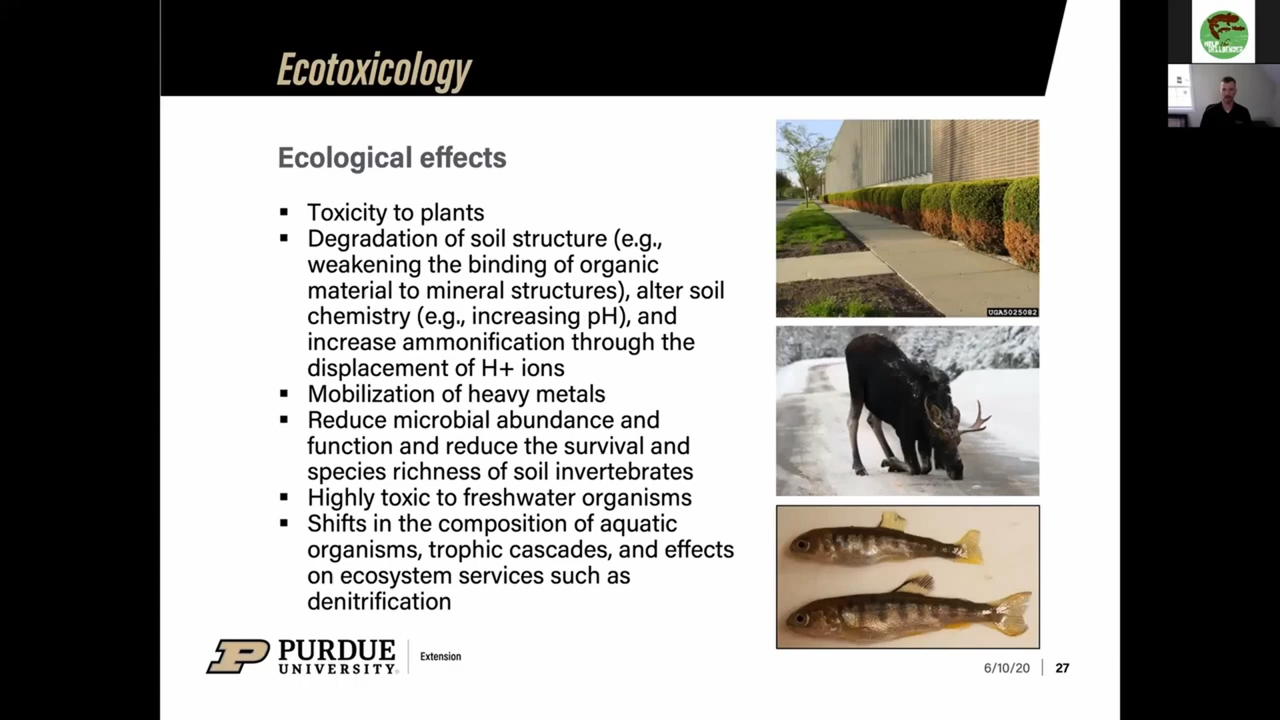 Ecotoxicology
Ecological effects
▪ Toxicity to plants
▪ Degradation of soil structure (e.g.,
weakening the binding of organic
material to mineral structures), alter soil
chemistry (e.g., increasing pH), and
increase ammonification through the
displacement of H+ ions
▪ Mobilization of heavy metals
▪ Reduce microbial abundance and
function and reduce the survival and
species richness of soil invertebrates
▪ Highly toxic to freshwater organisms
▪ Shifts in the composition of aquatic
organisms, trophic cascades, and effects
on ecosystem services such as
denitrification
UGA5025082
PURDUE
UNIVERSITY
Extension
6/10/20 | 27
HELP
HELLBENDER